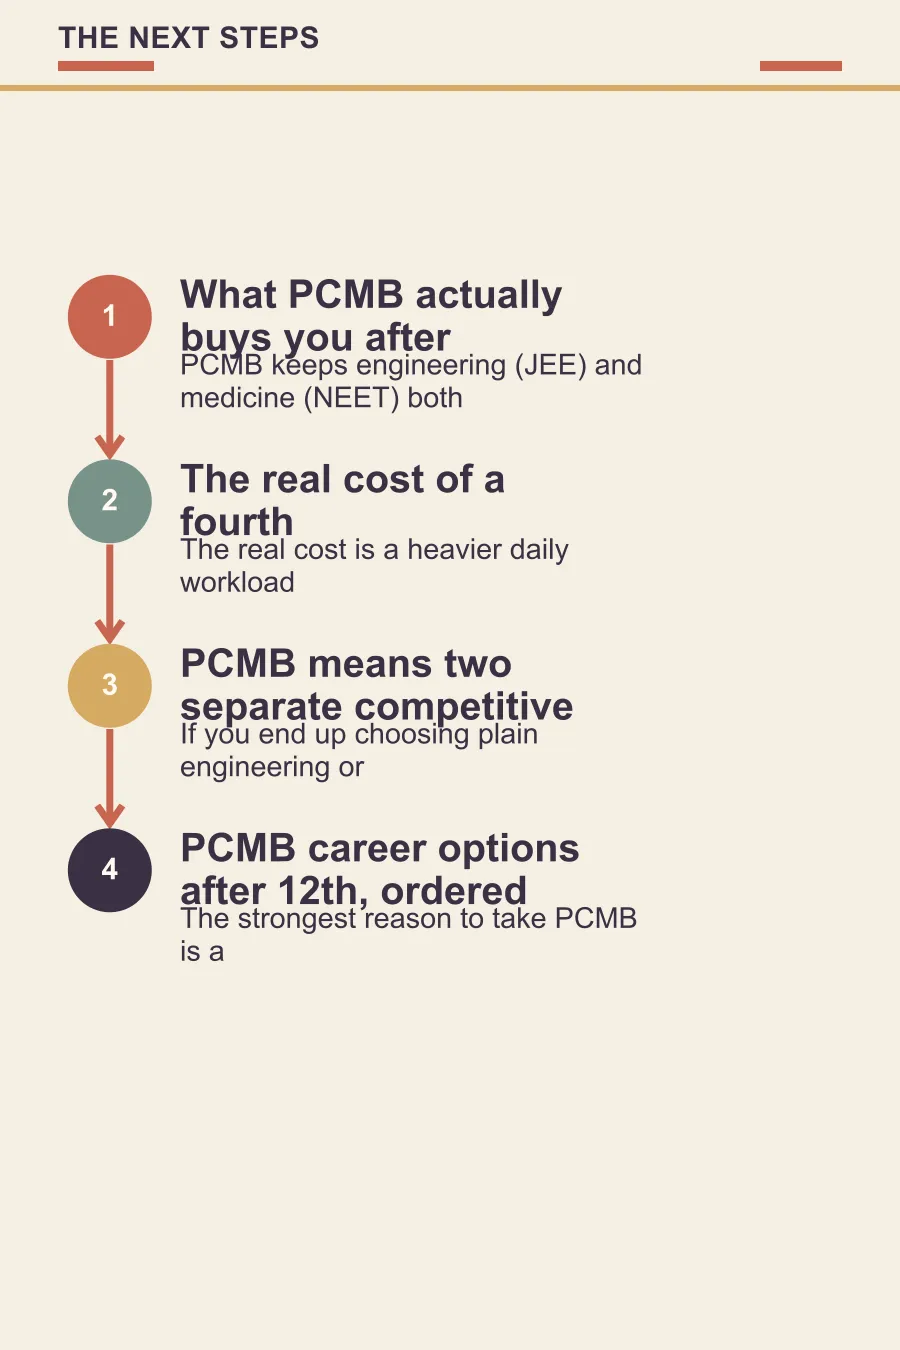 THE NEXT STEPS
1
What PCMB actually
buys you after
PCMB keeps engineering (JEE) and
medicine (NEET) both
2
The real cost of a
fourth
The real cost is a heavier daily
workload
3
PCMB means two
separate competitive
If you end up choosing plain
engineering or
4
PCMB career options
after 12th, ordered
The strongest reason to take PCMB
is a